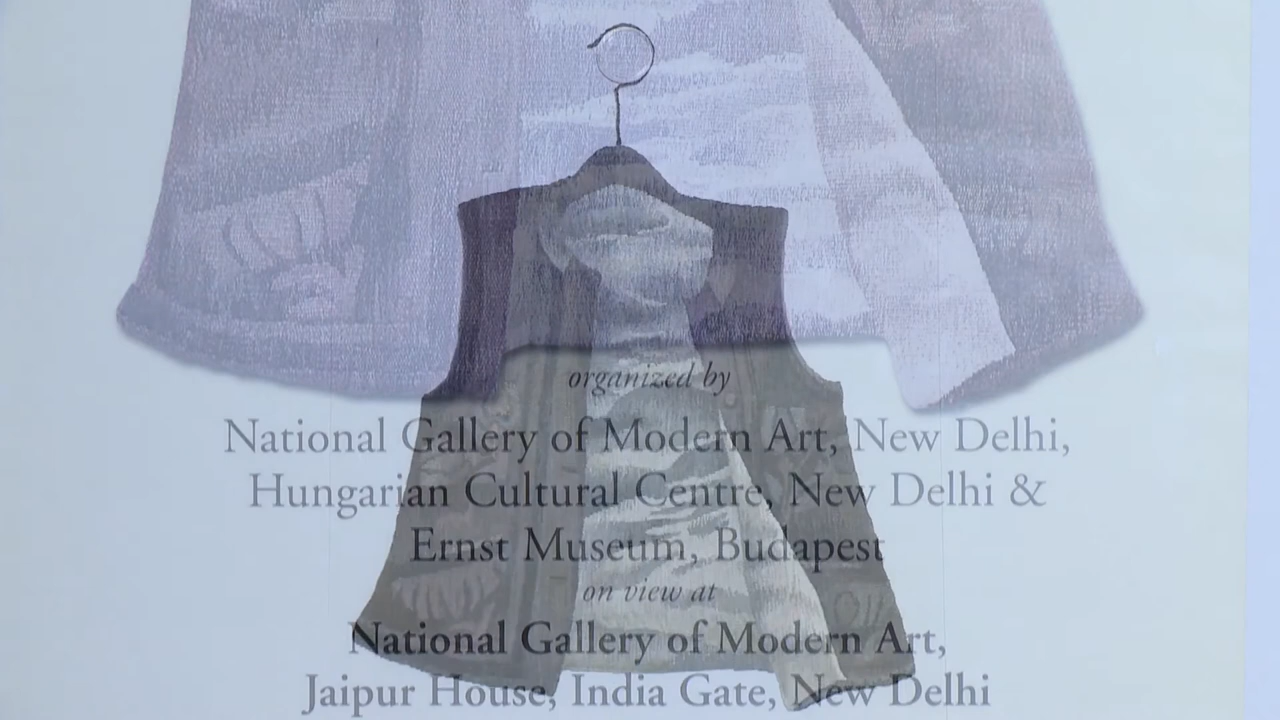 organized by
National Gallery of Modern Art, New Delhi,
Hungarian Cultural Centre, New Delhi &
Ernst Museum, Budapest
on view at
National Gallery of Modern Art,
Jaipur House, India Gate, New Delhi